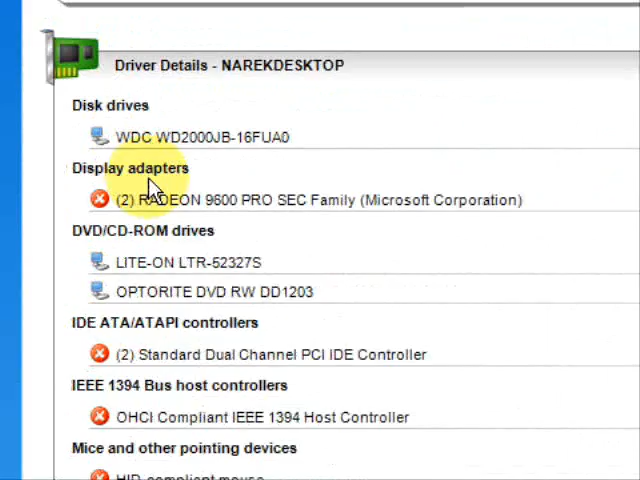 Driver Details - NAREKDESKTOP
Disk drives
WDC WD2000JB-16FUA0
Display adapters
(2) RADEON 9600 PRO SEC Family (Microsoft Corporation)
DVD/CD-ROM drives
LITE-ON LTR-52327S
OPTORITE DVD RW DD1203
IDE ATA/ATAPI controllers
(2) Standard Dual Channel PCI IDE Controller
IEEE 1394 Bus host controllers
OHCI Compliant IEEE 1394 Host Controller
Mice and other pointing devices
HID-compliant mouse